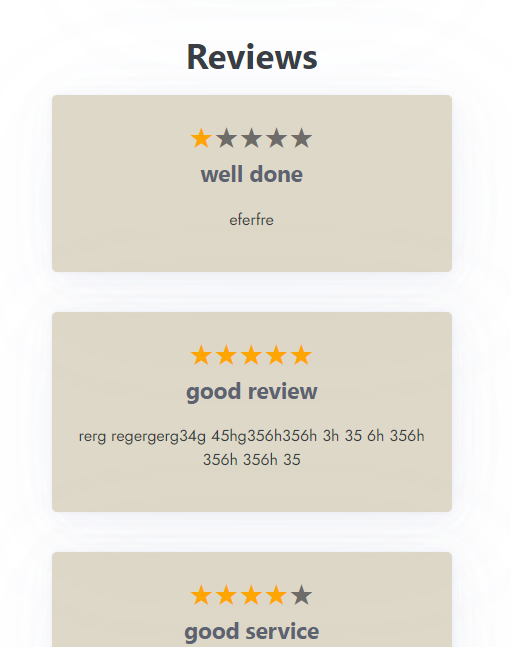 Reviews
well done
eferfre
good review
rerg regergerg34g 45hg356h356h 3h 35 6h 356h
356h 356h 35
good service